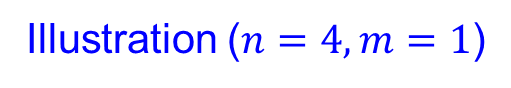 Illustration (n = 4, m = 1)